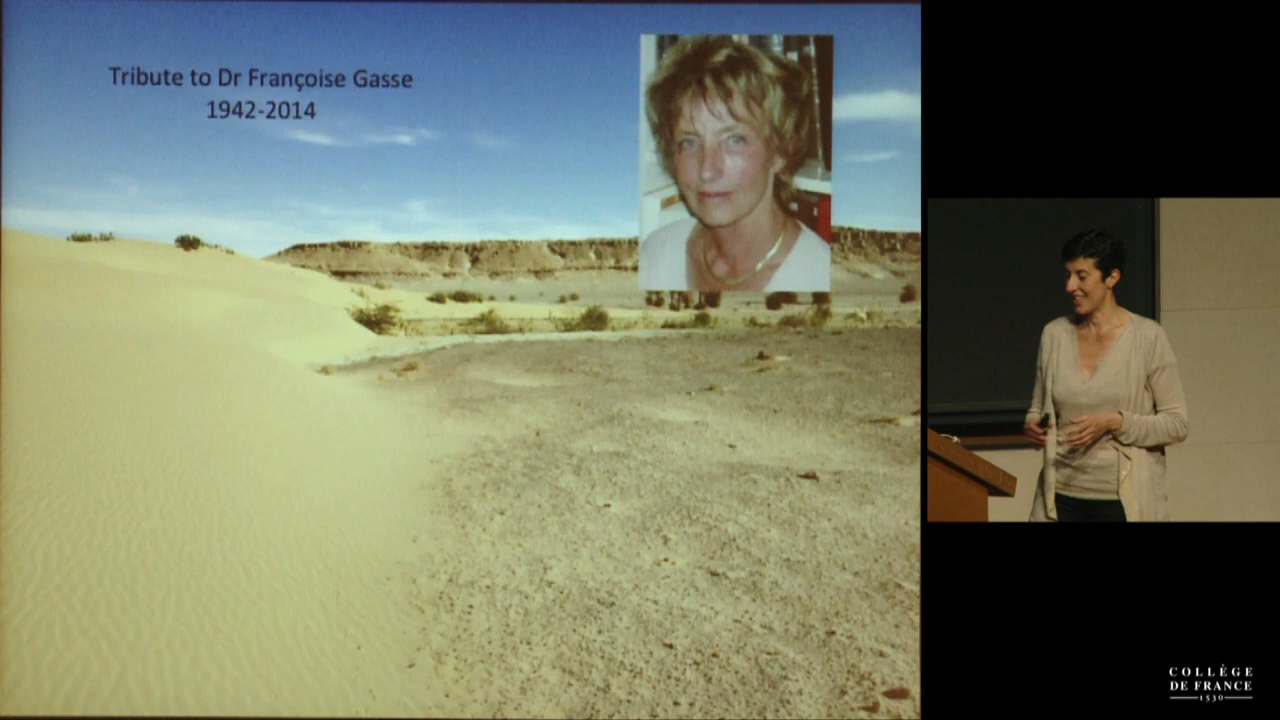 Tribute to Dr Françoise Gasse
1942-2014
COLLÈGE
DE FRANCE
1530